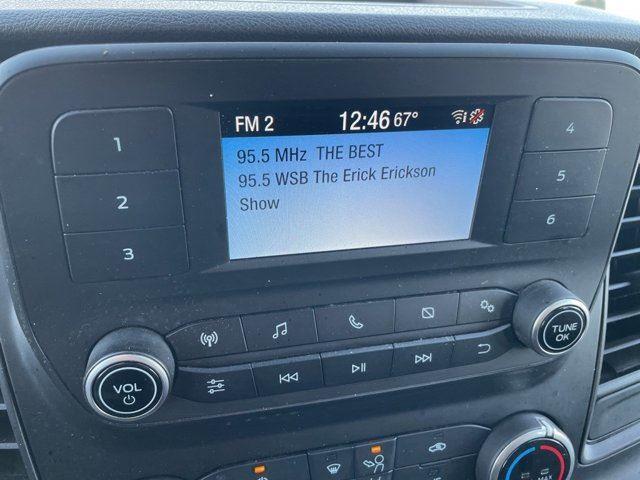 FM 2 12:46 67°
95.5 MHz THE BEST
95.5 WSB The Erick Erickson
Show
1
2
3
4
5
6
VOL
TUNE
OK
MAX